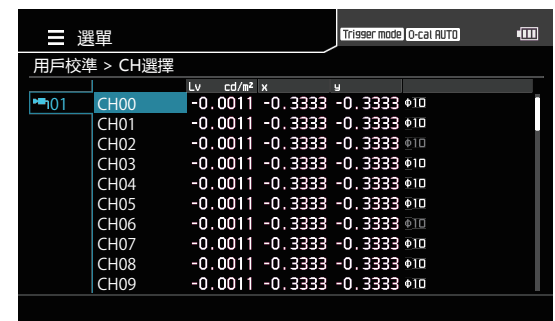 選單 Trigger mode 0-cal AUTO
用戶校準 > CH選擇
Lv cd/m² x y
01 CH00 -0.0011 -0.3333 -0.3333 Φ10
CH01 -0.0011 -0.3333 -0.3333 Φ10
CH02 -0.0011 -0.3333 -0.3333 Φ10
CH03 -0.0011 -0.3333 -0.3333 Φ10
CH04 -0.0011 -0.3333 -0.3333 Φ10
CH05 -0.0011 -0.3333 -0.3333 Φ10
CH06 -0.0011 -0.3333 -0.3333 Φ10
CH07 -0.0011 -0.3333 -0.3333 Φ10
CH08 -0.0011 -0.3333 -0.3333 Φ10
CH09 -0.0011 -0.3333 -0.3333 Φ10